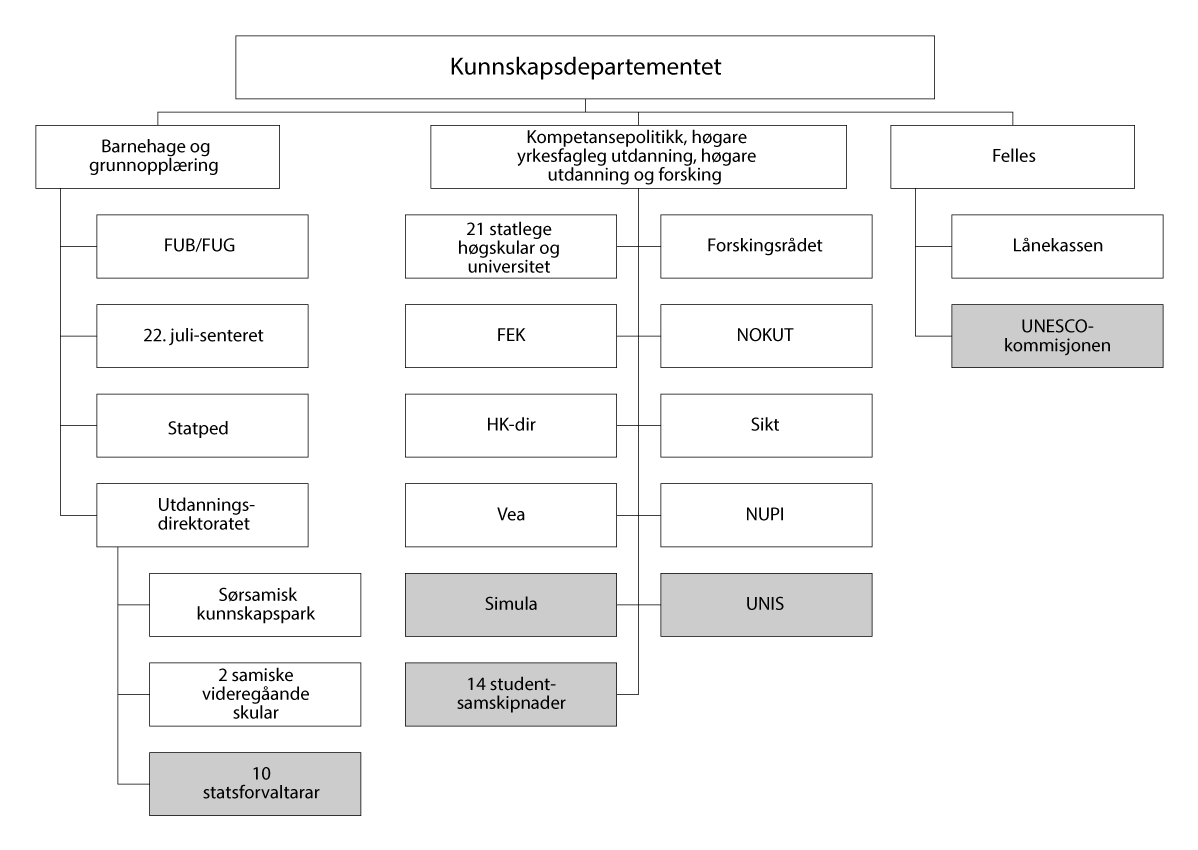 Kunnskapsdepartementet
Barnehage og
grunnopplæring
FUB/FUG
22. juli-senteret
Statped
Utdannings-
direktoratet
Sørsamisk
kunnskapspark
2 samiske
videregåande
skular
10
statsforvaltarar
Kompetansepolitikk, høgare
yrkesfagleg utdanning, høgare
utdanning og forsking
21 statlege
høgskular og
universitet
Forskingsrådet
FEK
NOKUT
HK-dir
Sikt
Vea
NUPI
Simula
UNIS
14 student-
samskipnader
Felles
Lånekassen
UNESCO-
kommisjonen